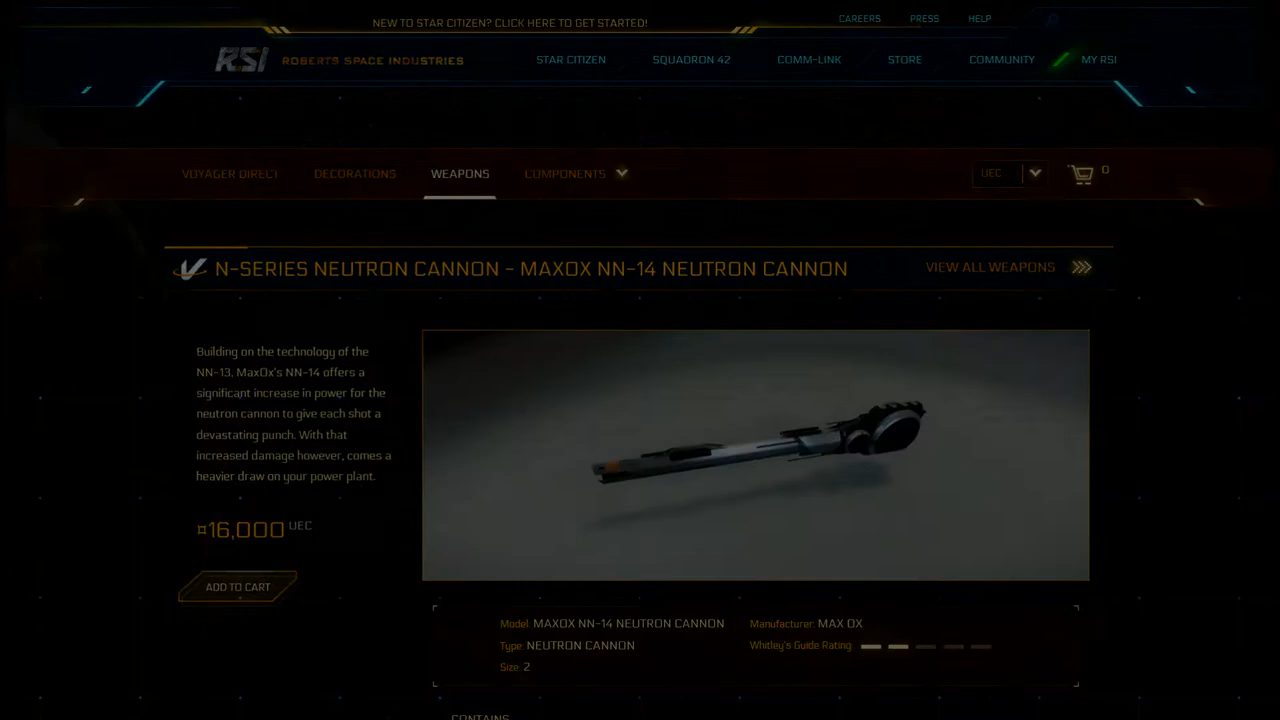 NEW TO STAR CITIZEN? CLICK HERE TO GET STARTED!
CAREERS PRESS HELP
RSI ROBERTS SPACE INDUSTRIES
STAR CITIZEN SQUADRON 42 COMM-LINK STORE COMMUNITY MY RSI
VOYAGER DIRECT DECORATIONS WEAPONS COMPONENTS UEC 0
N-SERIES NEUTRON CANNON - MAXOX NN-14 NEUTRON CANNON VIEW ALL WEAPONS
Building on the technology of the
NN-13, MaxOx's NN-14 offers a
significant increase in power for the
neutron cannon to give each shot a
devastating punch. With that
increased damage however, comes a
heavier draw on your power plant.
¤16,000 UEC
ADD TO CART
Model: MAXOX NN-14 NEUTRON CANNON
Type: NEUTRON CANNON
Size: 2
Manufacturer: MAX OX
Whitley's Guide Rating:
CONTAINS